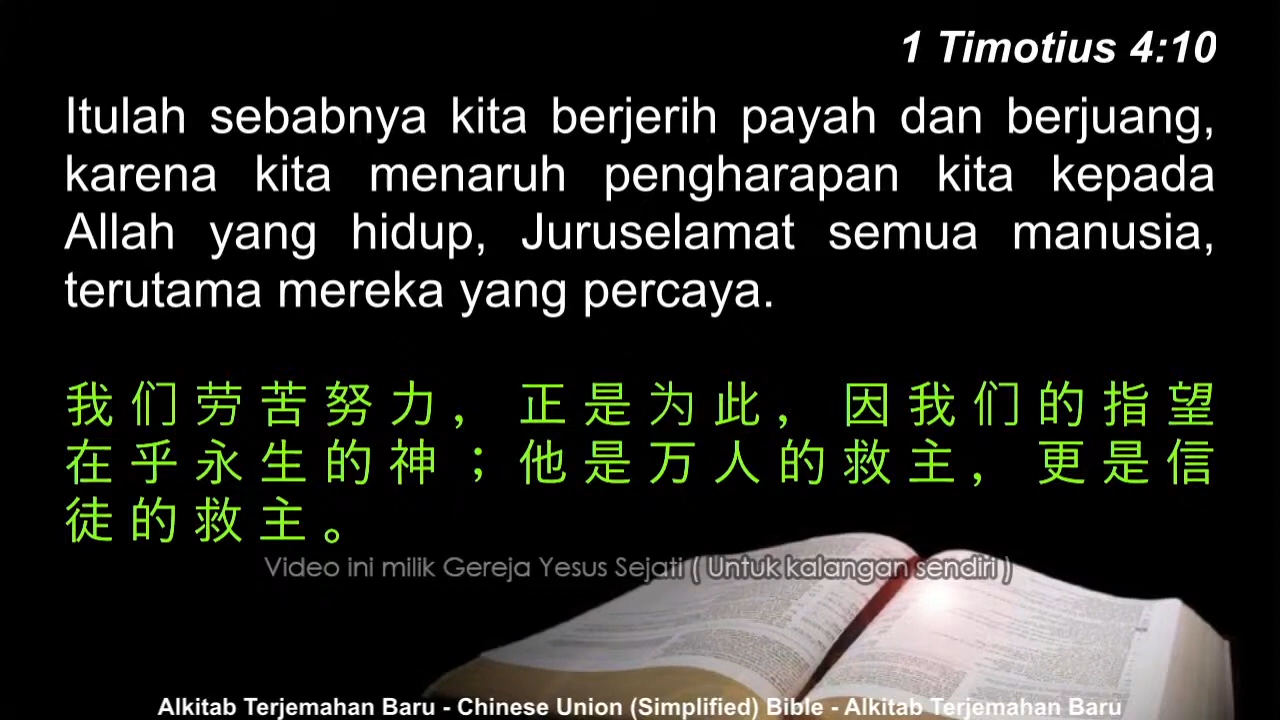 1 Timotius 4:10
Itulah sebabnya kita berjerih payah dan berjuang,
karena kita menaruh pengharapan kita kepada
Allah yang hidup, Juruselamat semua manusia,
terutama mereka yang percaya.
我们劳苦努力，正是为此，因我们的指望
在乎永生的神；他是万人的救主，更是信
徒的救主。
Video ini milik Gereja Yesus Sejati ( Untuk kalangan sendiri )
Alkitab Terjemahan Baru - Chinese Union (Simplified) Bible - Alkitab Terjemahan Baru